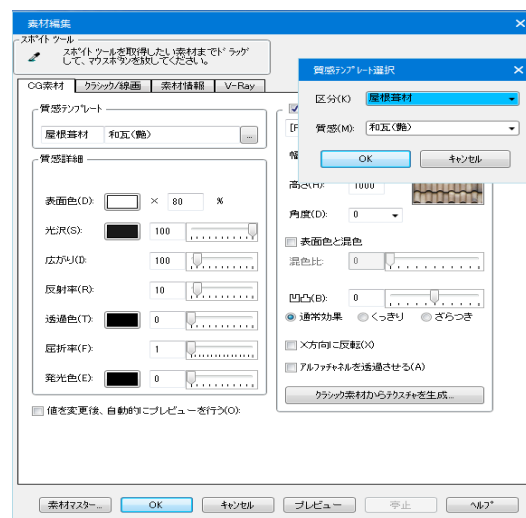 素材編集
スポイト ツール
スポイト ツールを取得したい素材までドラッグ
して、マウスボタンを放してください。
CG素材 クラシック/線画 素材情報 V-Ray
質感テンプレート
屋根葺材 和瓦(艶) ...
質感詳細
表面色(D): × 80 %
光沢(S): 100
広がり(I): 100
反射率(R): 10
透過色(T): 0
屈折率(F): 1
発光色(E): 0
値を変更後、自動的にプレビューを行う(O):
質感テンプレート選択
区分(K) 屋根葺材
質感(M): 和瓦(艶)
OK キャンセル
高さ(H): 1000
角度(D): 0
表面色と混色
混色比: 0
凹凸(B): 0
通常効果 くっきり ざらつき
X方向に反転(X)
アルファチャネルを透過させる(A)
クラシック素材からテクスチャを生成...
素材マスター... OK キャンセル プレビュー 中止 ヘルプ